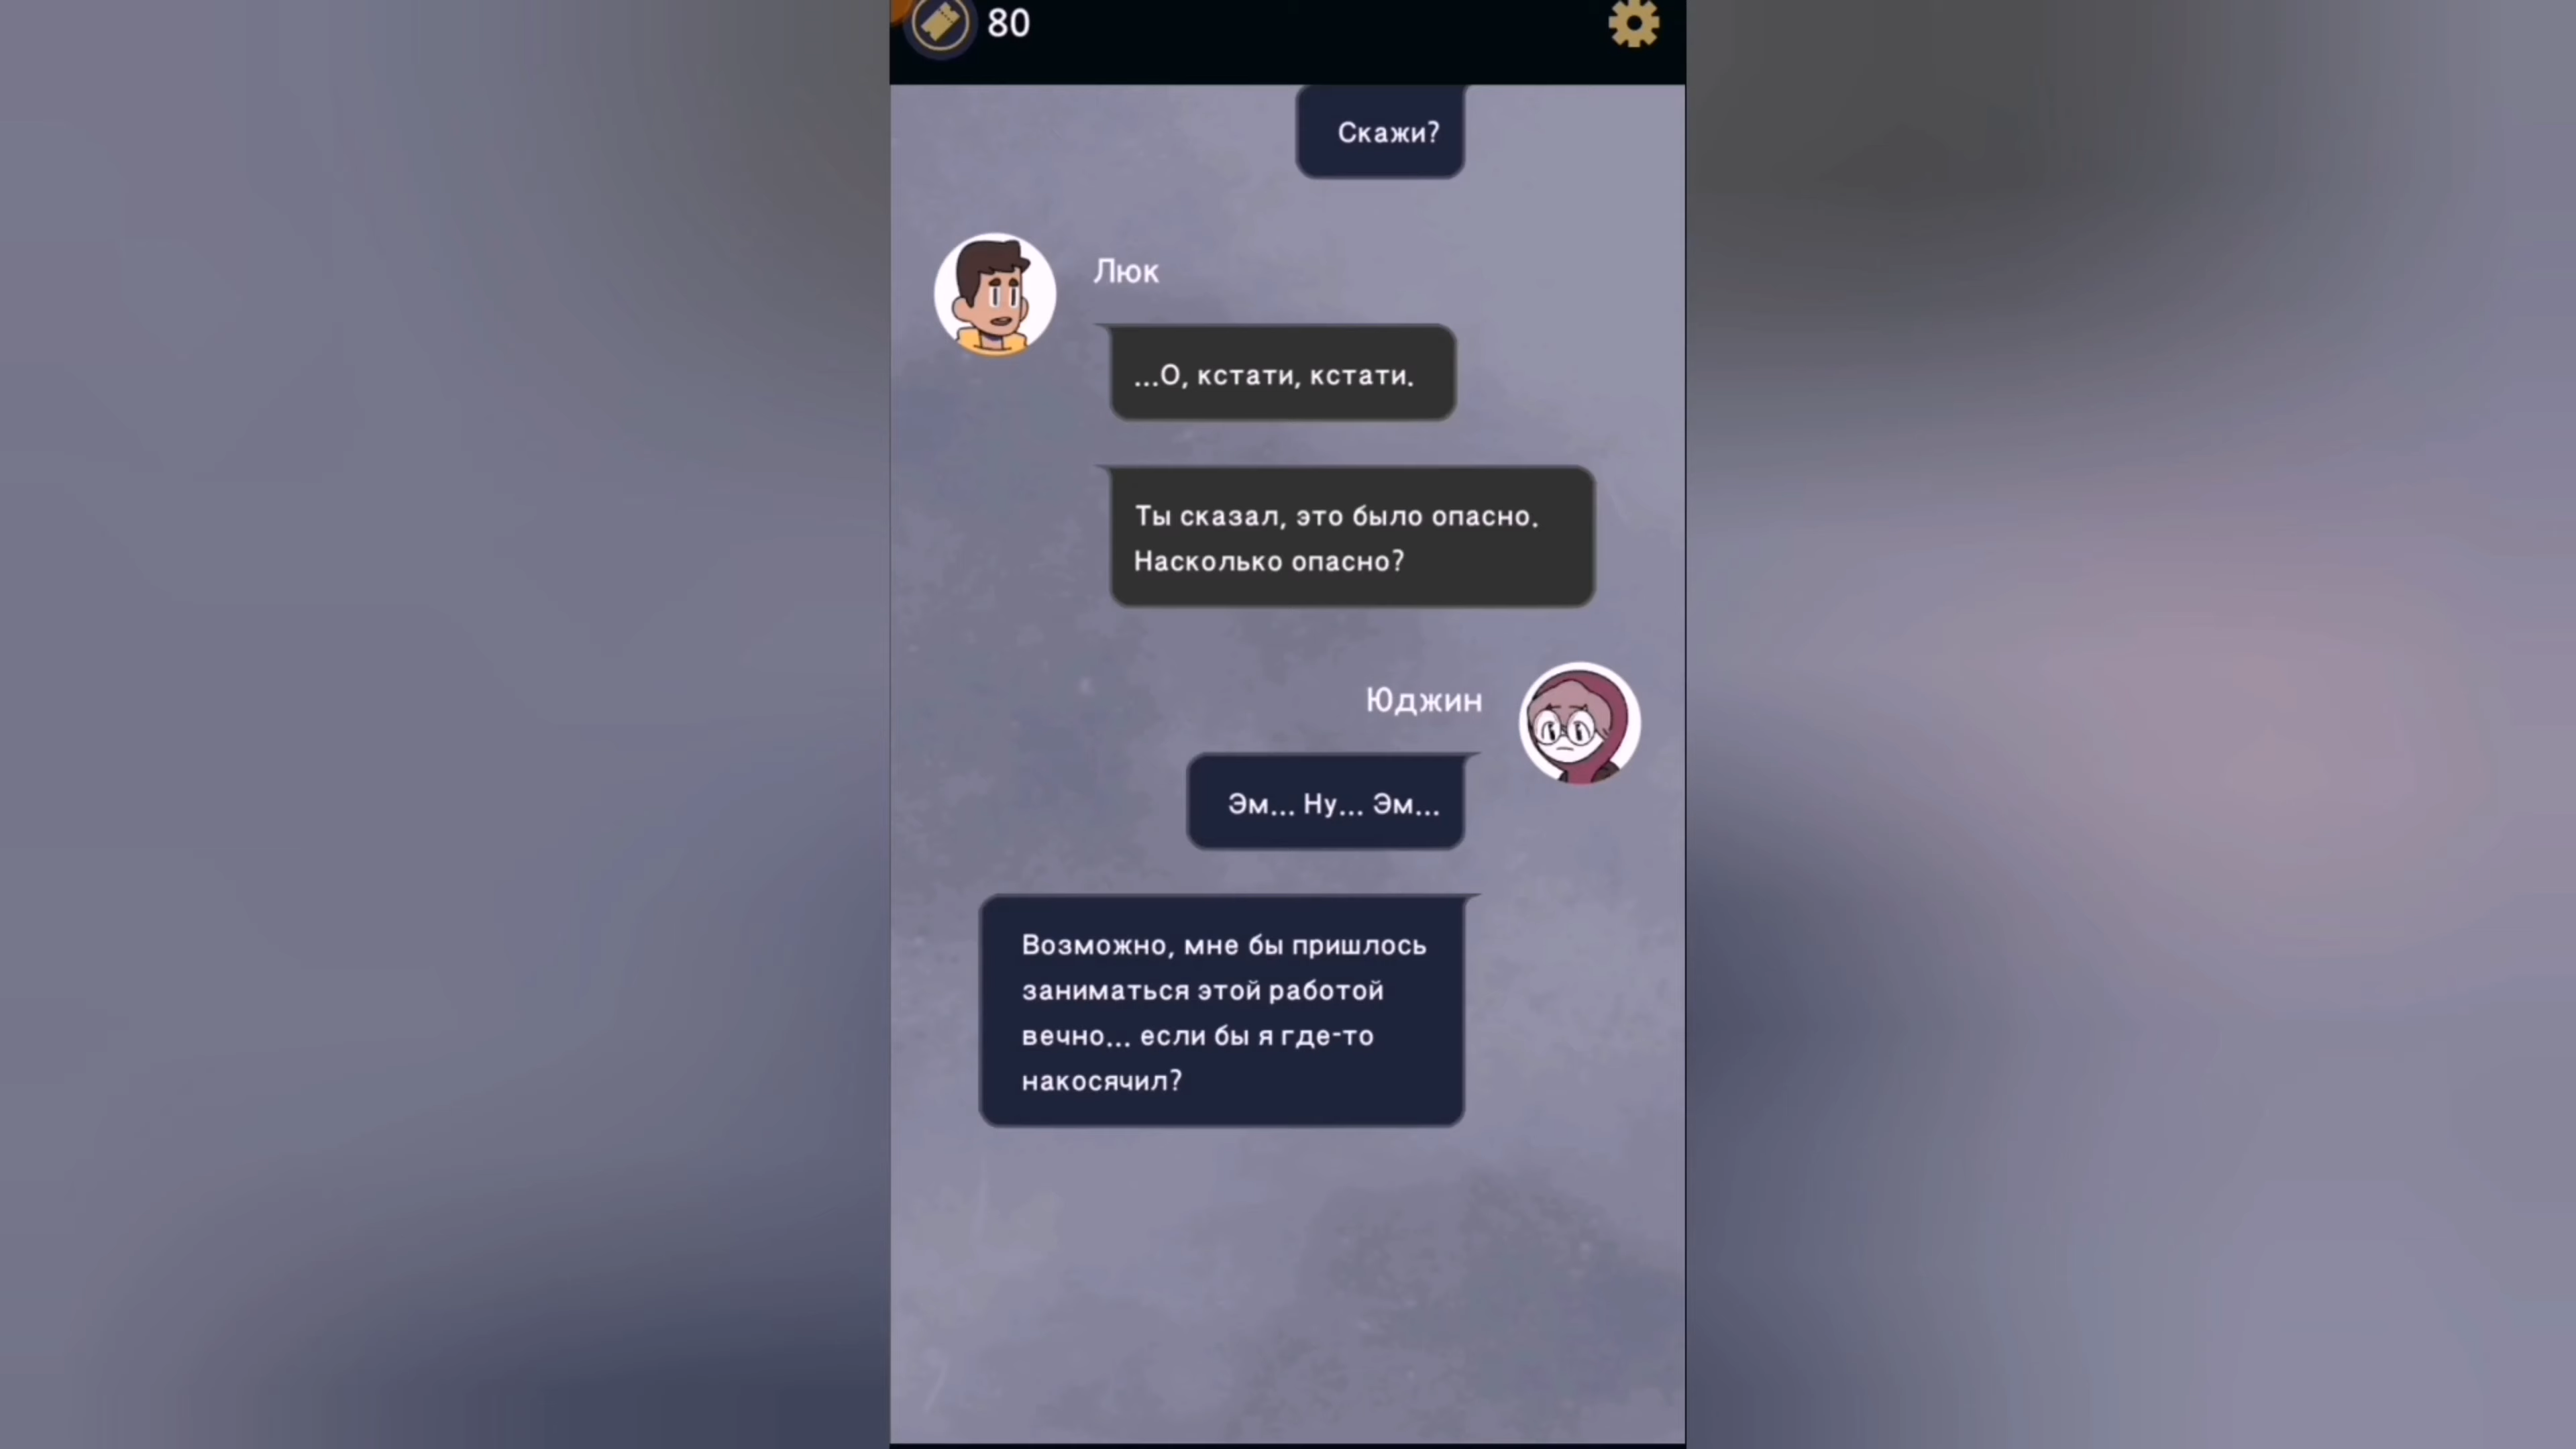 80
Скажи?
Люк
...О, кстати, кстати.
Ты сказал, это было опасно.
Насколько опасно?
Юджин
Эм... Ну... Эм...
Возможно, мне бы пришлось
заниматься этой работой
вечно... если бы я где-то
накосячил?